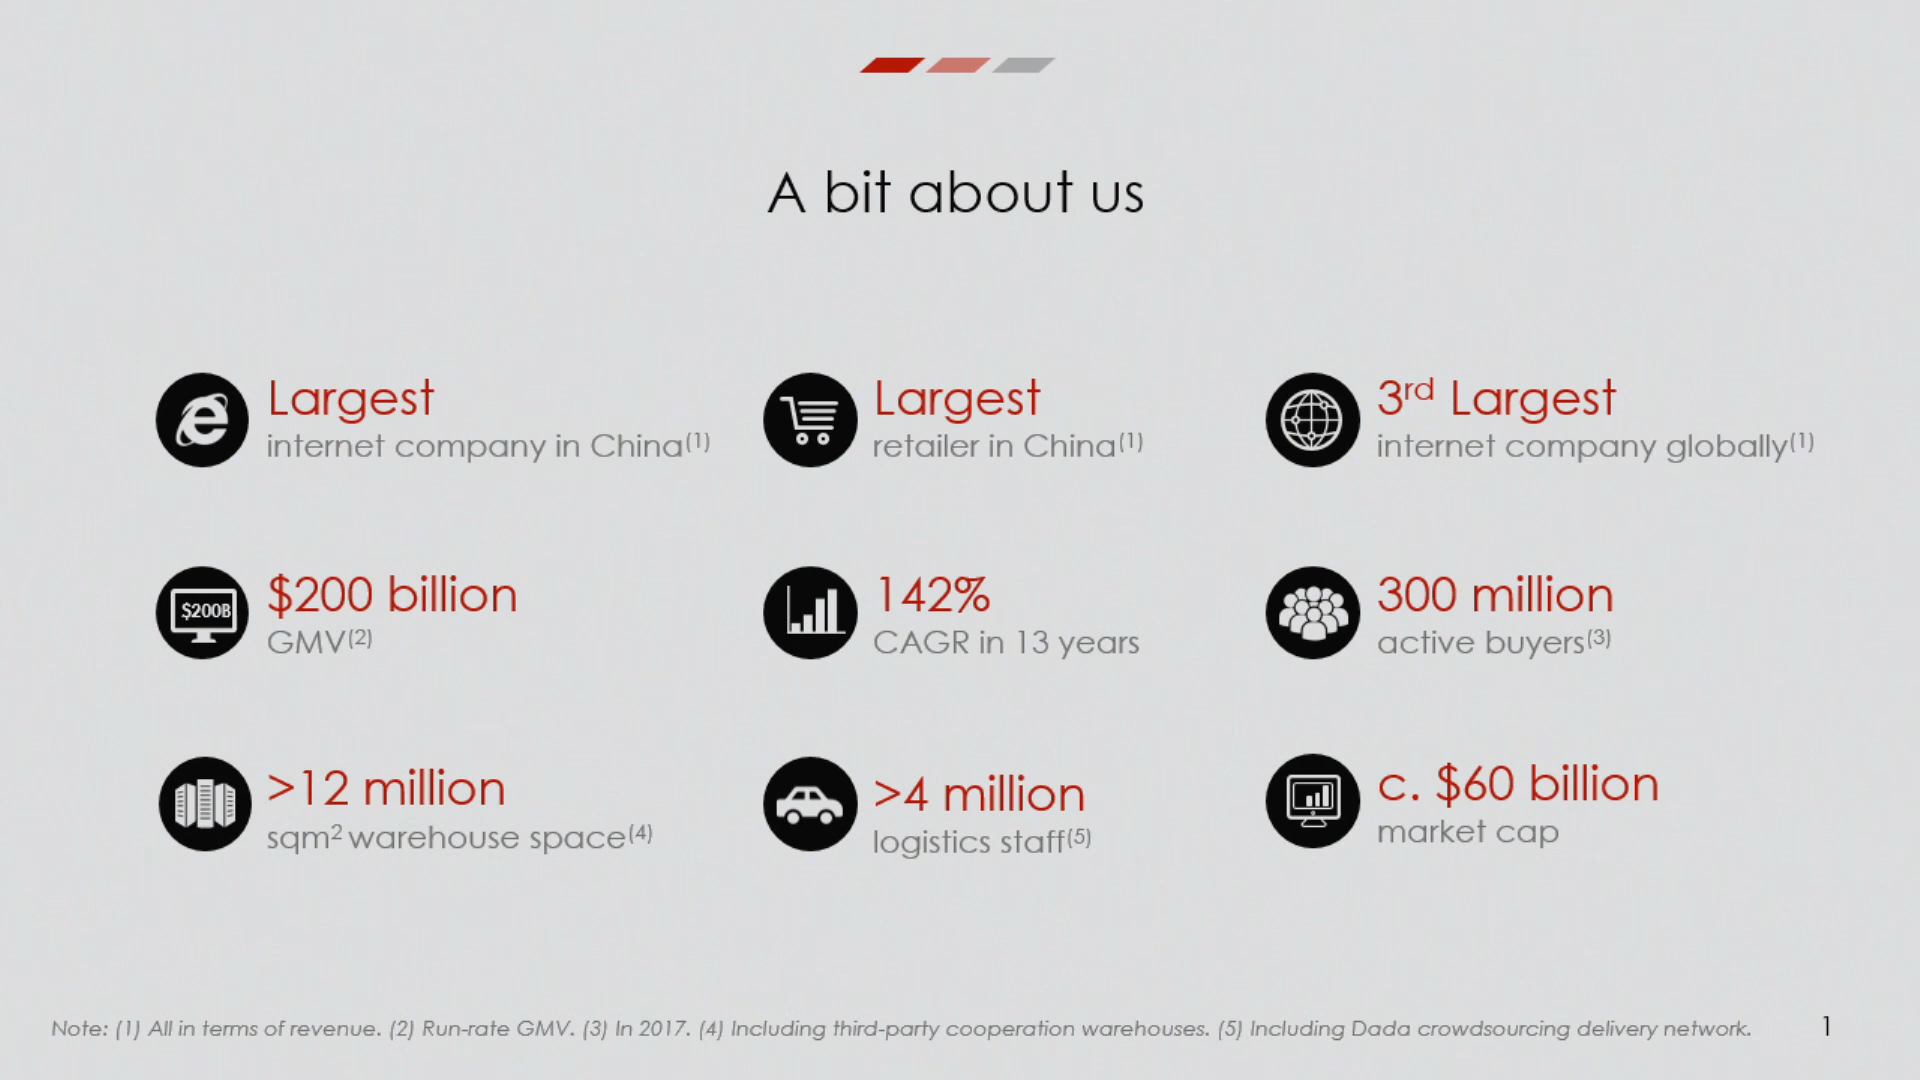 A bit about us
Largest
internet company in China(1)
Largest
retailer in China(1)
3rd Largest
internet company globally(1)
$200B
$200 billion
GMV(2)
142%
CAGR in 13 years
300 million
active buyers(3)
>12 million
sqm2 warehouse space(4)
>4 million
logistics staff(5)
c. $60 billion
market cap
Note: (1) All in terms of revenue. (2) Run-rate GMV. (3) In 2017. (4) Including third-party cooperation warehouses. (5) Including Dada crowdsourcing delivery network.
1